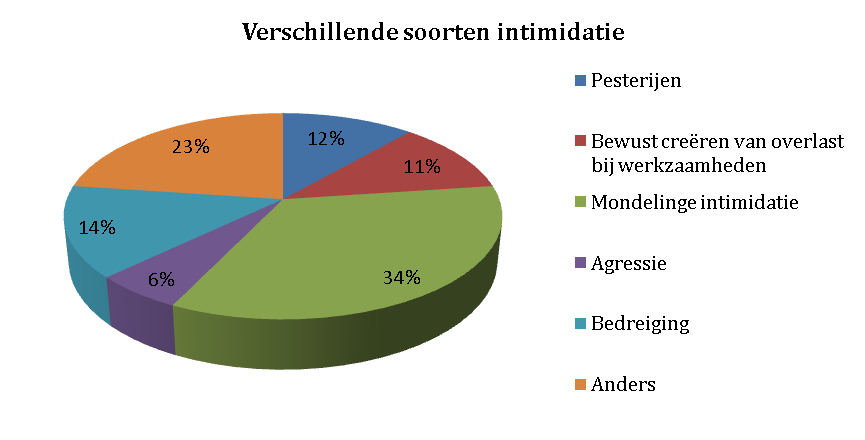 Verschillende soorten intimidatie
12%
11%
34%
6%
14%
23%
Pesterijen
Bewust creëren van overlast
bij werkzaamheden
Mondelinge intimidatie
Agressie
Bedreiging
Anders